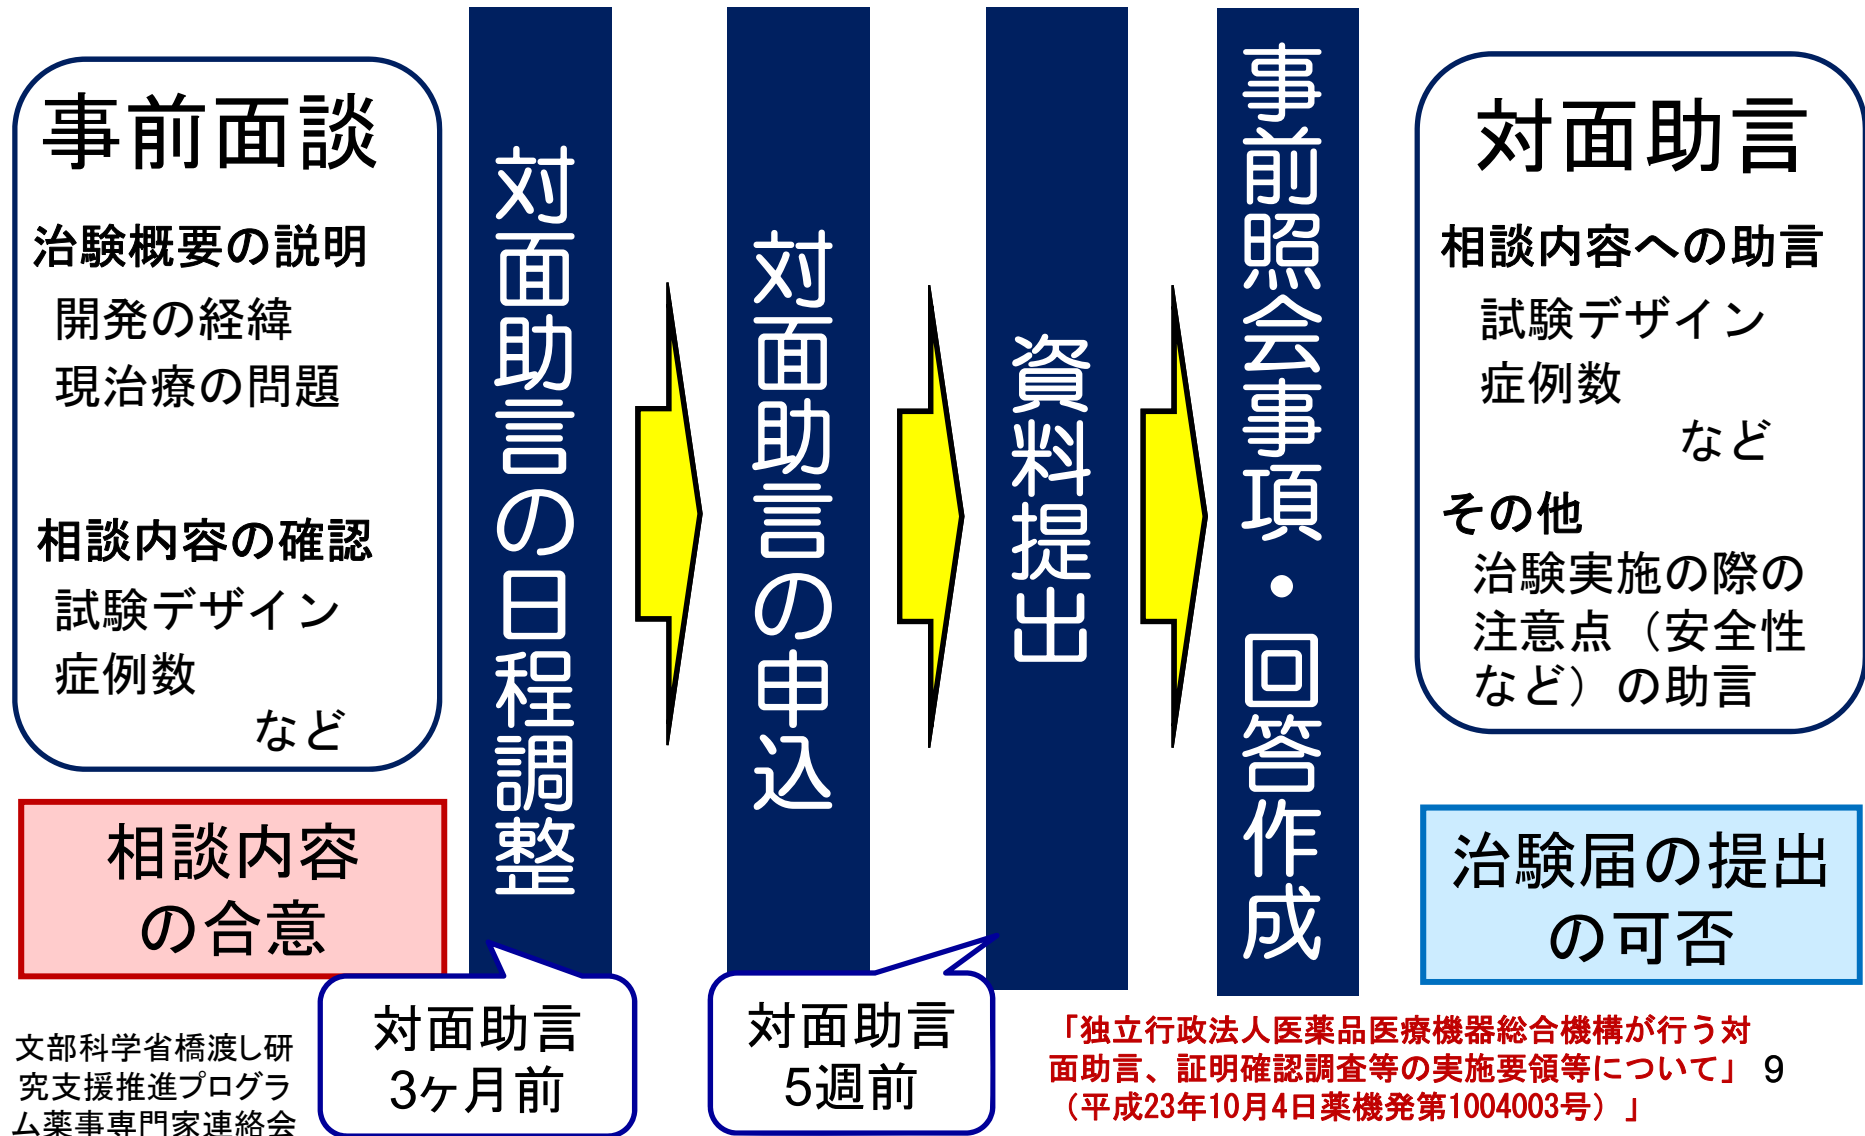 事前面談
治験概要の説明
開発の経緯
現治療の問題
相談内容の確認
試験デザイン
症例数
など
相談内容
の合意
対面助言の日程調整
対面助言
3ヶ月前
対面助言の申込
対面助言
5週前
資料提出
事前照会事項・回答作成
対面助言
相談内容への助言
試験デザイン
症例数
など
その他
治験実施の際の
注意点（安全性
など）の助言
治験届の提出
の可否
文部科学省橋渡し研
究支援推進プログラ
ム薬事専門家連絡会
「独立行政法人医薬品医療機器総合機構が行う対
面助言、証明確認調査等の実施要領等について」
（平成23年10月4日薬機発第1004003号）」
9